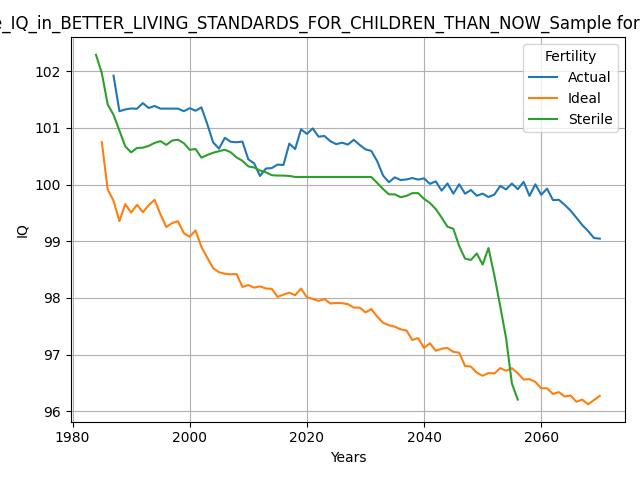 e_IQ_in_BETTER_LIVING_STANDARDS_FOR_CHILDREN_THAN_NOW_Sample for
Fertility
Actual
Ideal
Sterile
102
101
100
99
98
97
96
IQ
1980
2000
2020
2040
2060
Years